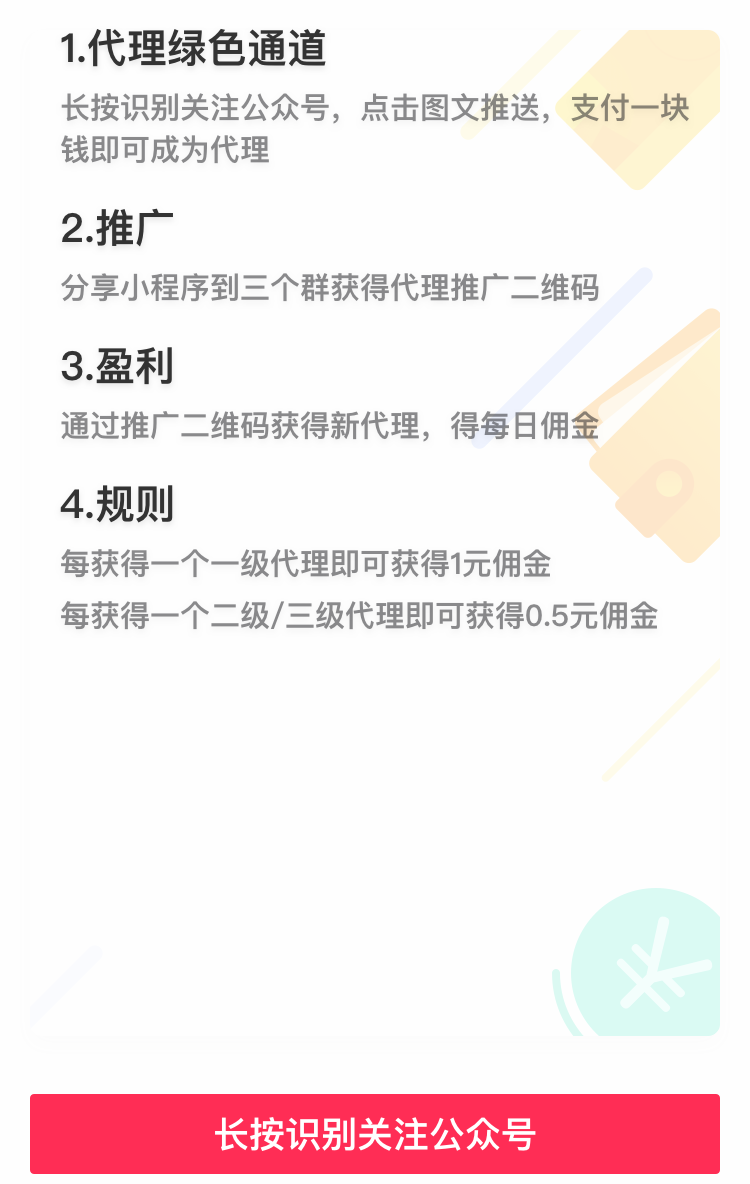 1.代理绿色通道
长按识别关注公众号，点击图文推送，支付一块
钱即可成为代理
2.推广
分享小程序到三个群获得代理推广二维码
3.盈利
通过推广二维码获得新代理，得每日佣金
4.规则
每获得一个一级代理即可获得1元佣金
每获得一个二级/三级代理即可获得0.5元佣金
长按识别关注公众号